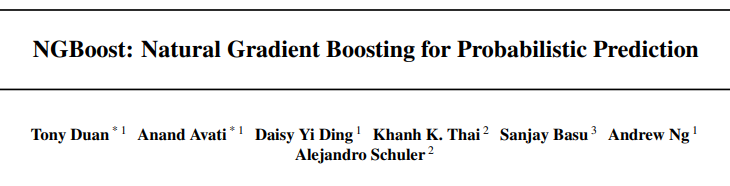 NGBoost: Natural Gradient Boosting for Probabilistic Prediction
Tony Duan * 1 Anand Avati * 1 Daisy Yi Ding 1 Khanh K. Thai 2 Sanjay Basu 3 Andrew Ng 1
Alejandro Schuler 2